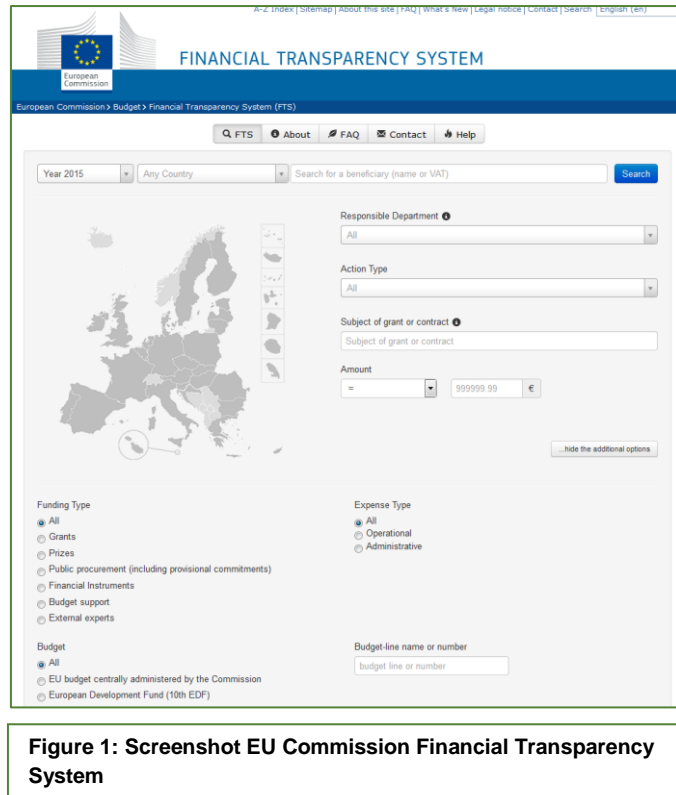 A-Z Index | Sitemap | About this site | FAQ | What's New | Legal notice | Contact | Search | English (en)
European
Commission
FINANCIAL TRANSPARENCY SYSTEM
European Commission > Budget > Financial Transparency System (FTS)
FTS About FAQ Contact Help
Year 2015 Any Country Search for a beneficiary (name or VAT) Search
Responsible Department
All
Action Type
All
Subject of grant or contract
Subject of grant or contract
Amount
= 999999.99 €
...hide the additional options
Funding Type
All
Grants
Prizes
Public procurement (including provisional commitments)
Financial Instruments
Budget support
External experts
Expense Type
All
Operational
Administrative
Budget
All
EU budget centrally administered by the Commission
European Development Fund (10th EDF)
Budget-line name or number
budget line or number
Figure 1: Screenshot EU Commission Financial Transparency
System